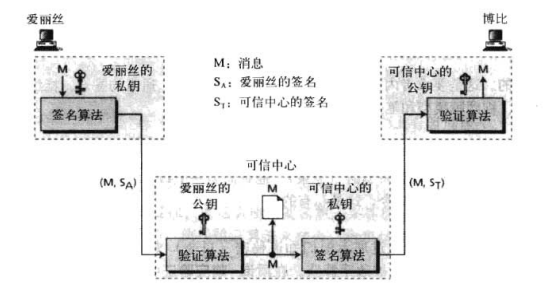 爱丽丝
博比
M
爱丽丝的
私钥
签名算法
M：消息
S_A：爱丽丝的签名
S_T：可信中心的签名
可信中心的
公钥
M
验证算法
(M, S_A)
(M, S_T)
可信中心
爱丽丝的
公钥
M
可信中心的
私钥
验证算法
M
签名算法